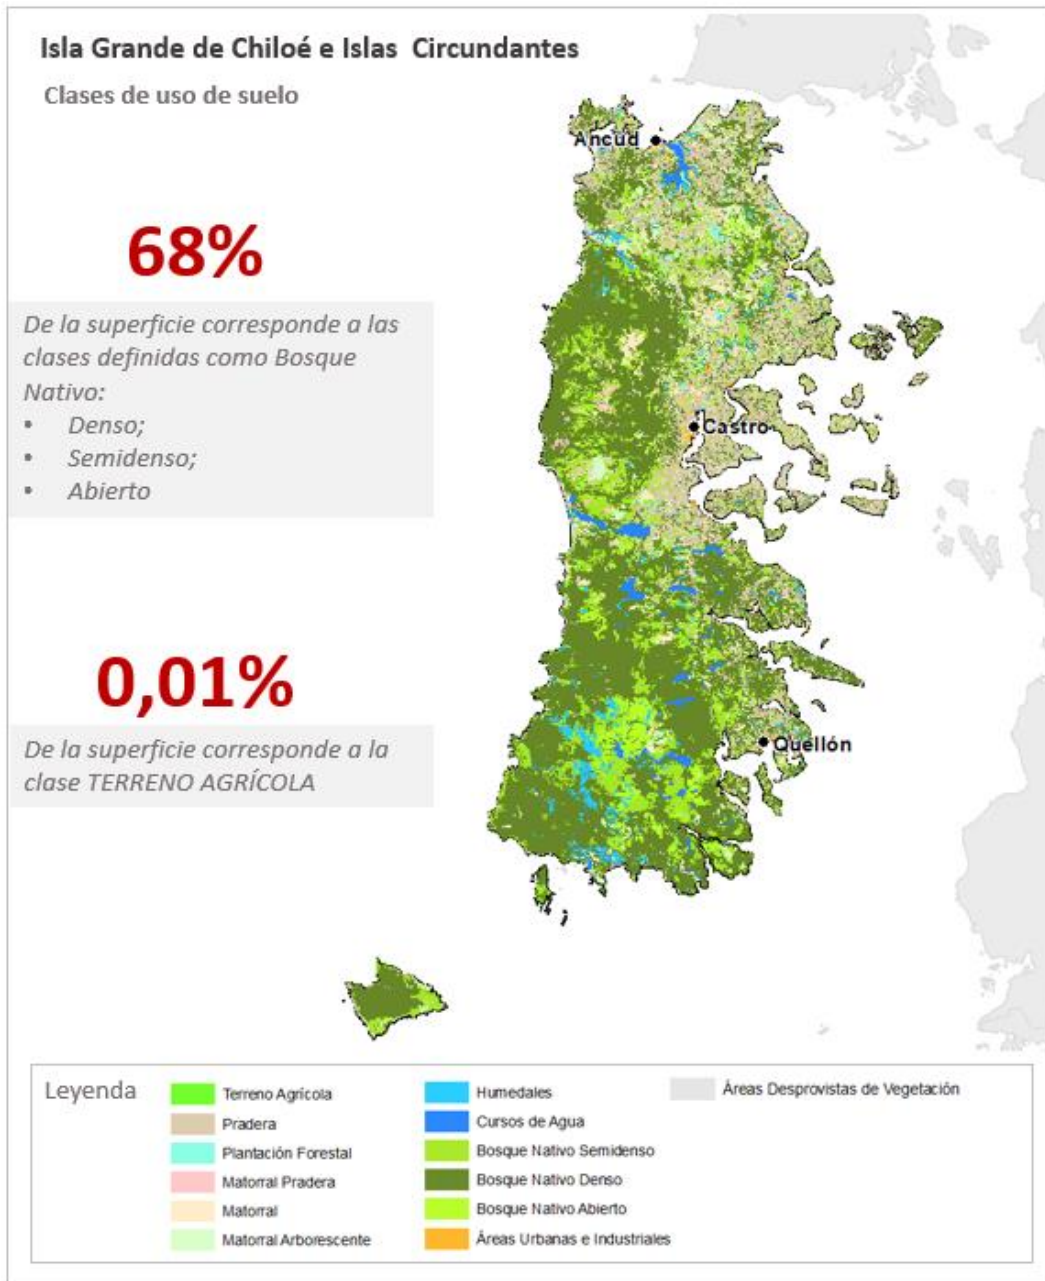 Isla Grande de Chiloé e Islas Circundantes
Clases de uso de suelo
68%
De la superficie corresponde a las
clases definidas como Bosque
Nativo:
• Denso;
• Semidenso;
• Abierto
0,01%
De la superficie corresponde a la
clase TERRENO AGRÍCOLA
Ancud
Castro
Quellón
Leyenda
Terreno Agrícola
Pradera
Plantación Forestal
Matorral Pradera
Matorral
Matorral Arborescente
Humedales
Cursos de Agua
Bosque Nativo Semidenso
Bosque Nativo Denso
Bosque Nativo Abierto
Áreas Urbanas e Industriales
Áreas Desprovistas de Vegetación